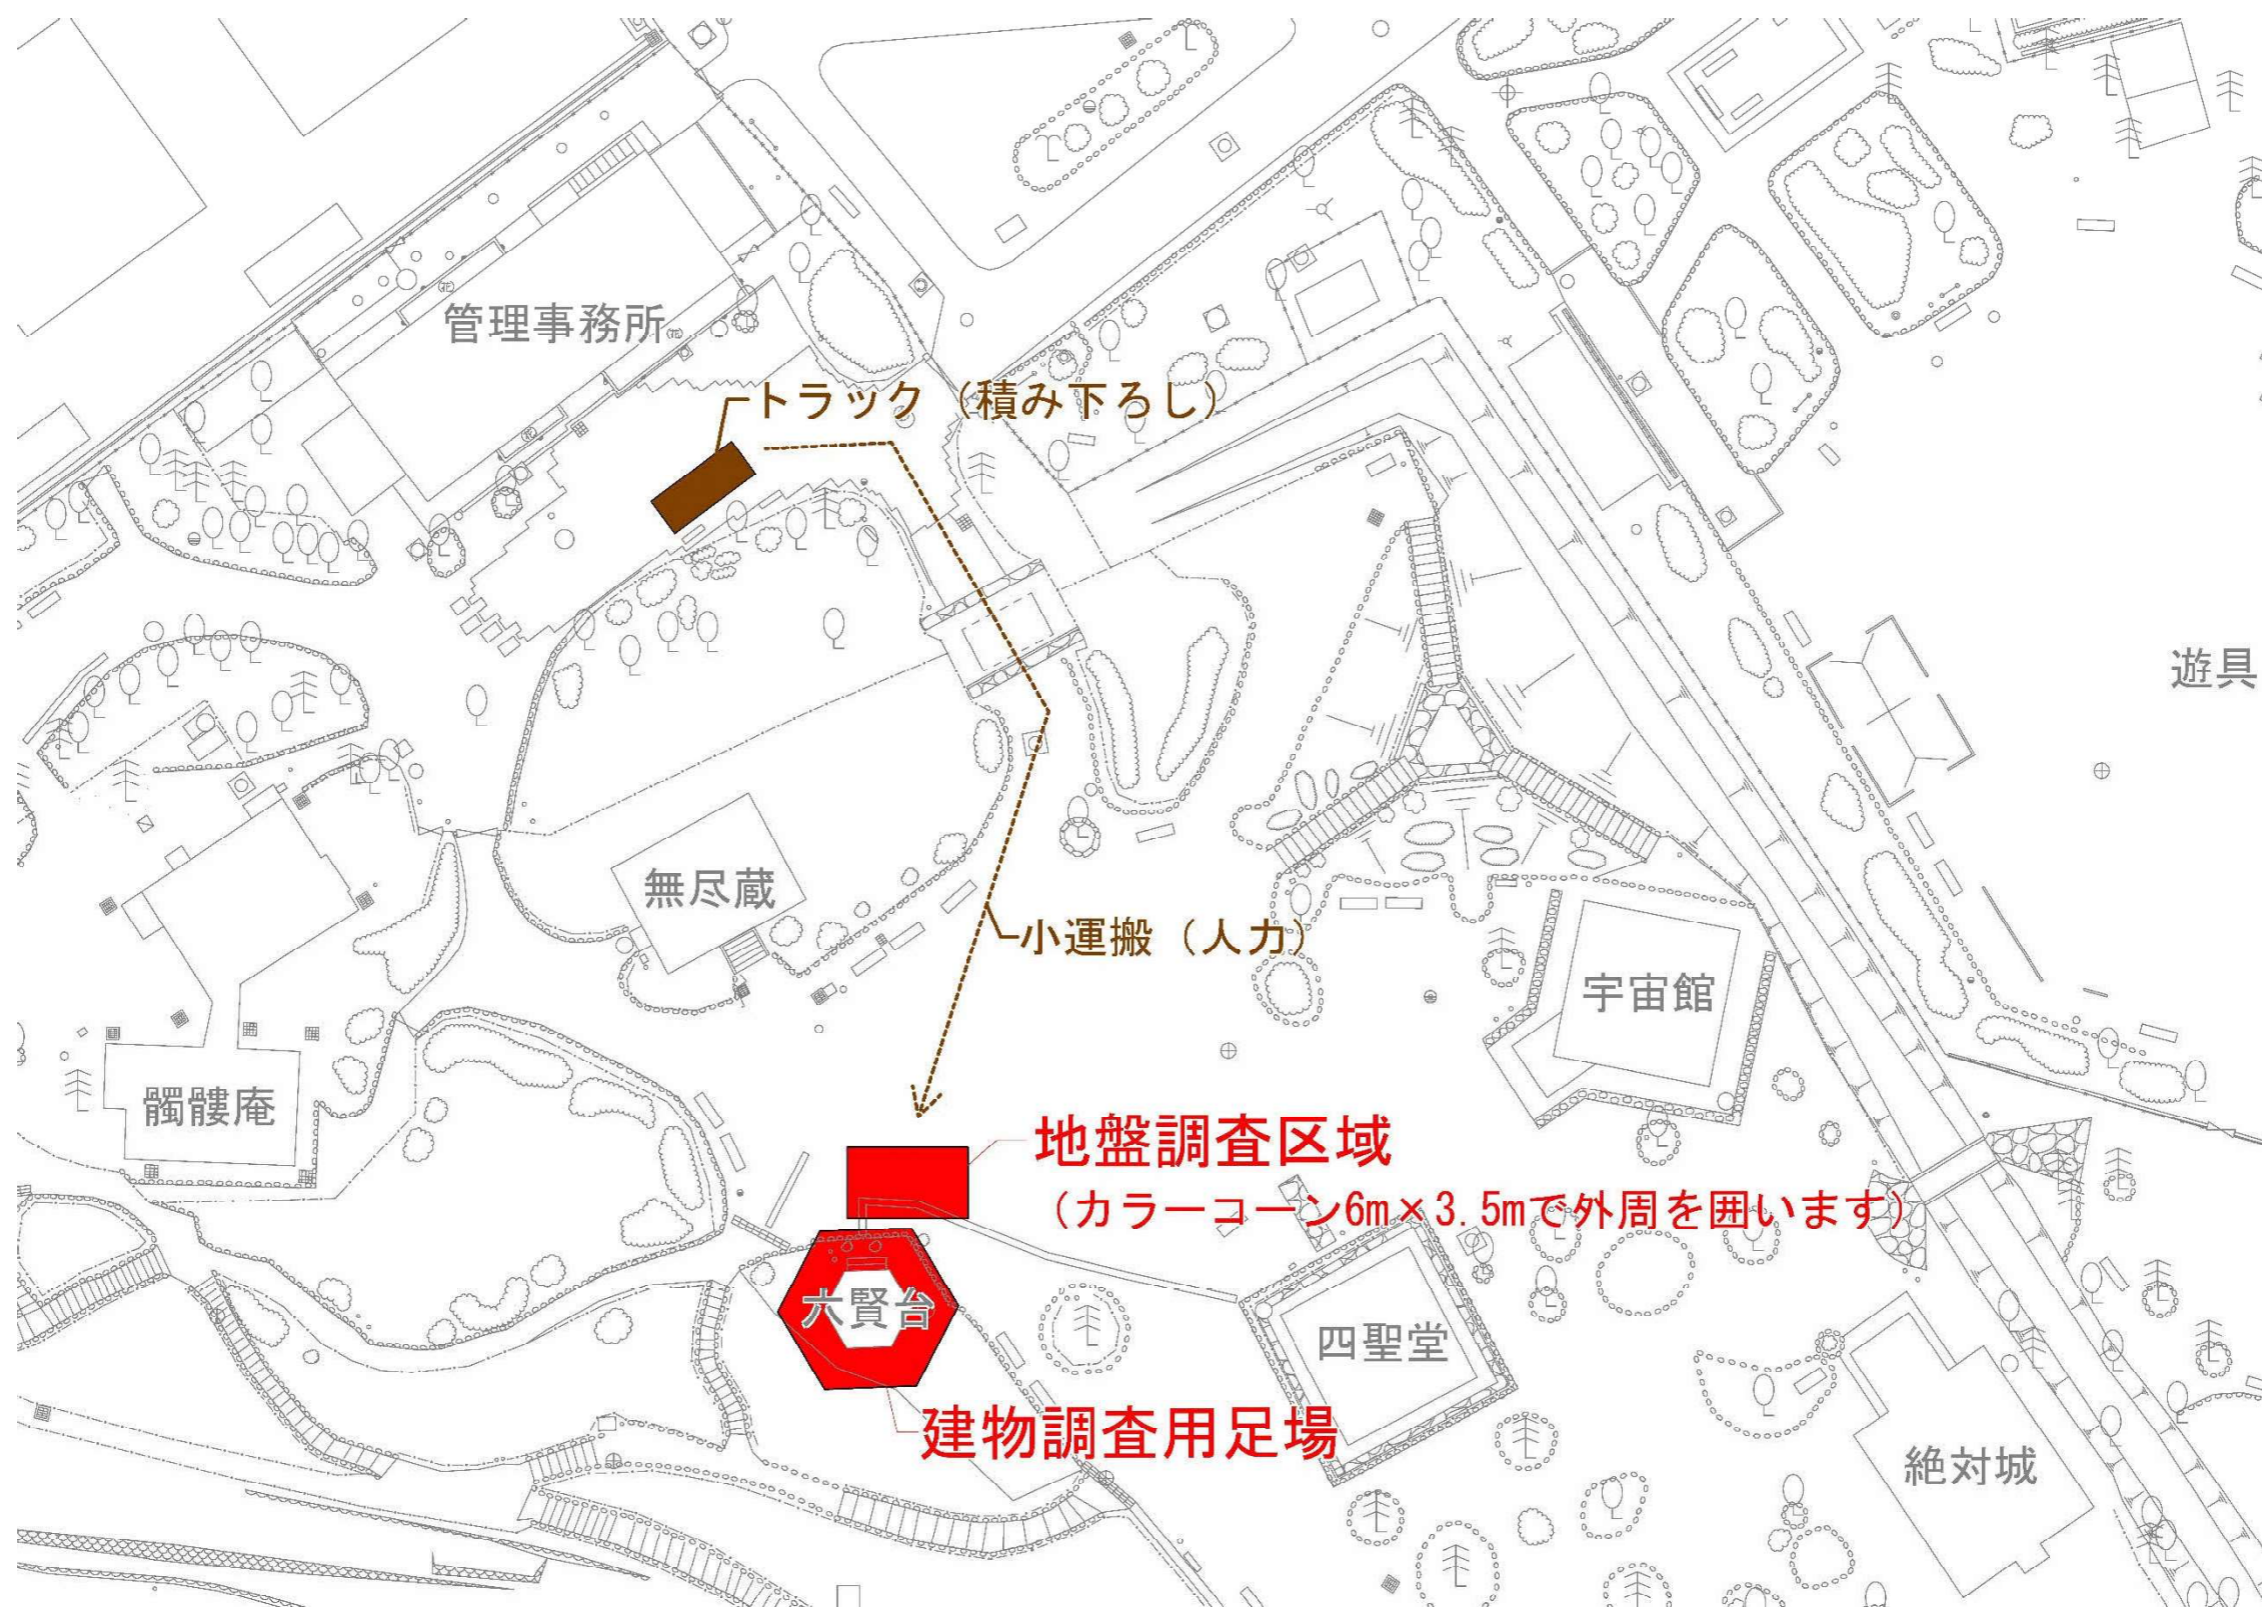 管理事務所
トラック（積み下ろし）
遊具
無尽蔵
小運搬（人力）
宇宙館
髑髏庵
地盤調査区域
（カラーコーン6m×3.5mで外周を囲います）
六賢台
四聖堂
建物調査用足場
絶対城